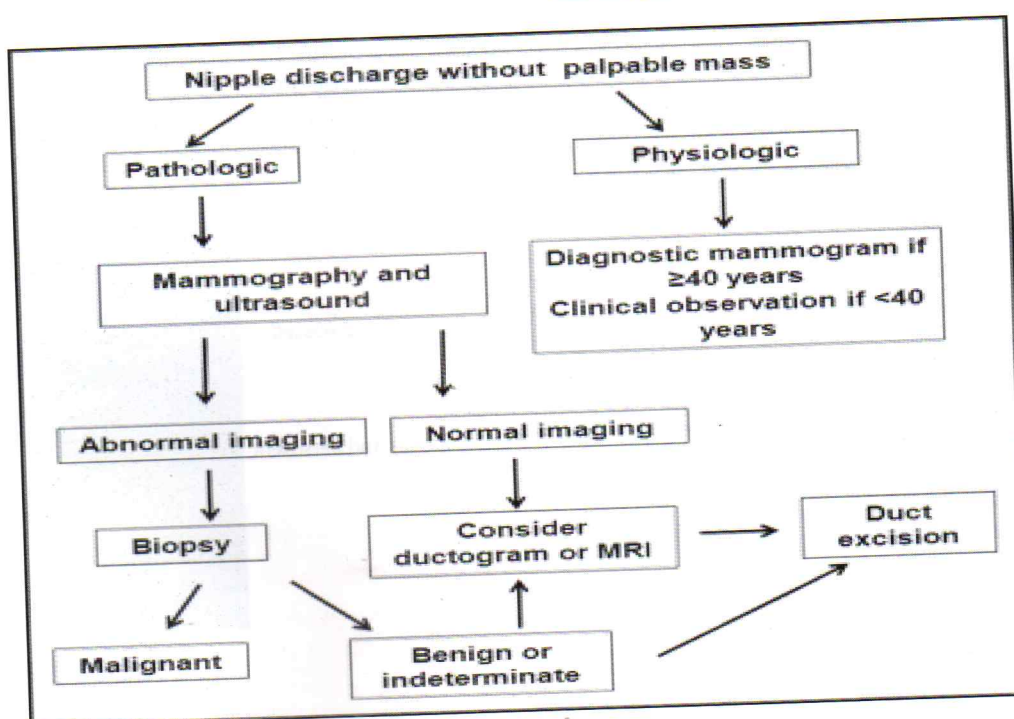 Nipple discharge without palpable mass
Pathologic
Physiologic
Mammography and
ultrasound
Diagnostic mammogram if
≥40 years
Clinical observation if <40
years
Abnormal imaging
Normal imaging
Biopsy
Consider
ductogram or MRI
Duct
excision
Malignant
Benign or
indeterminate